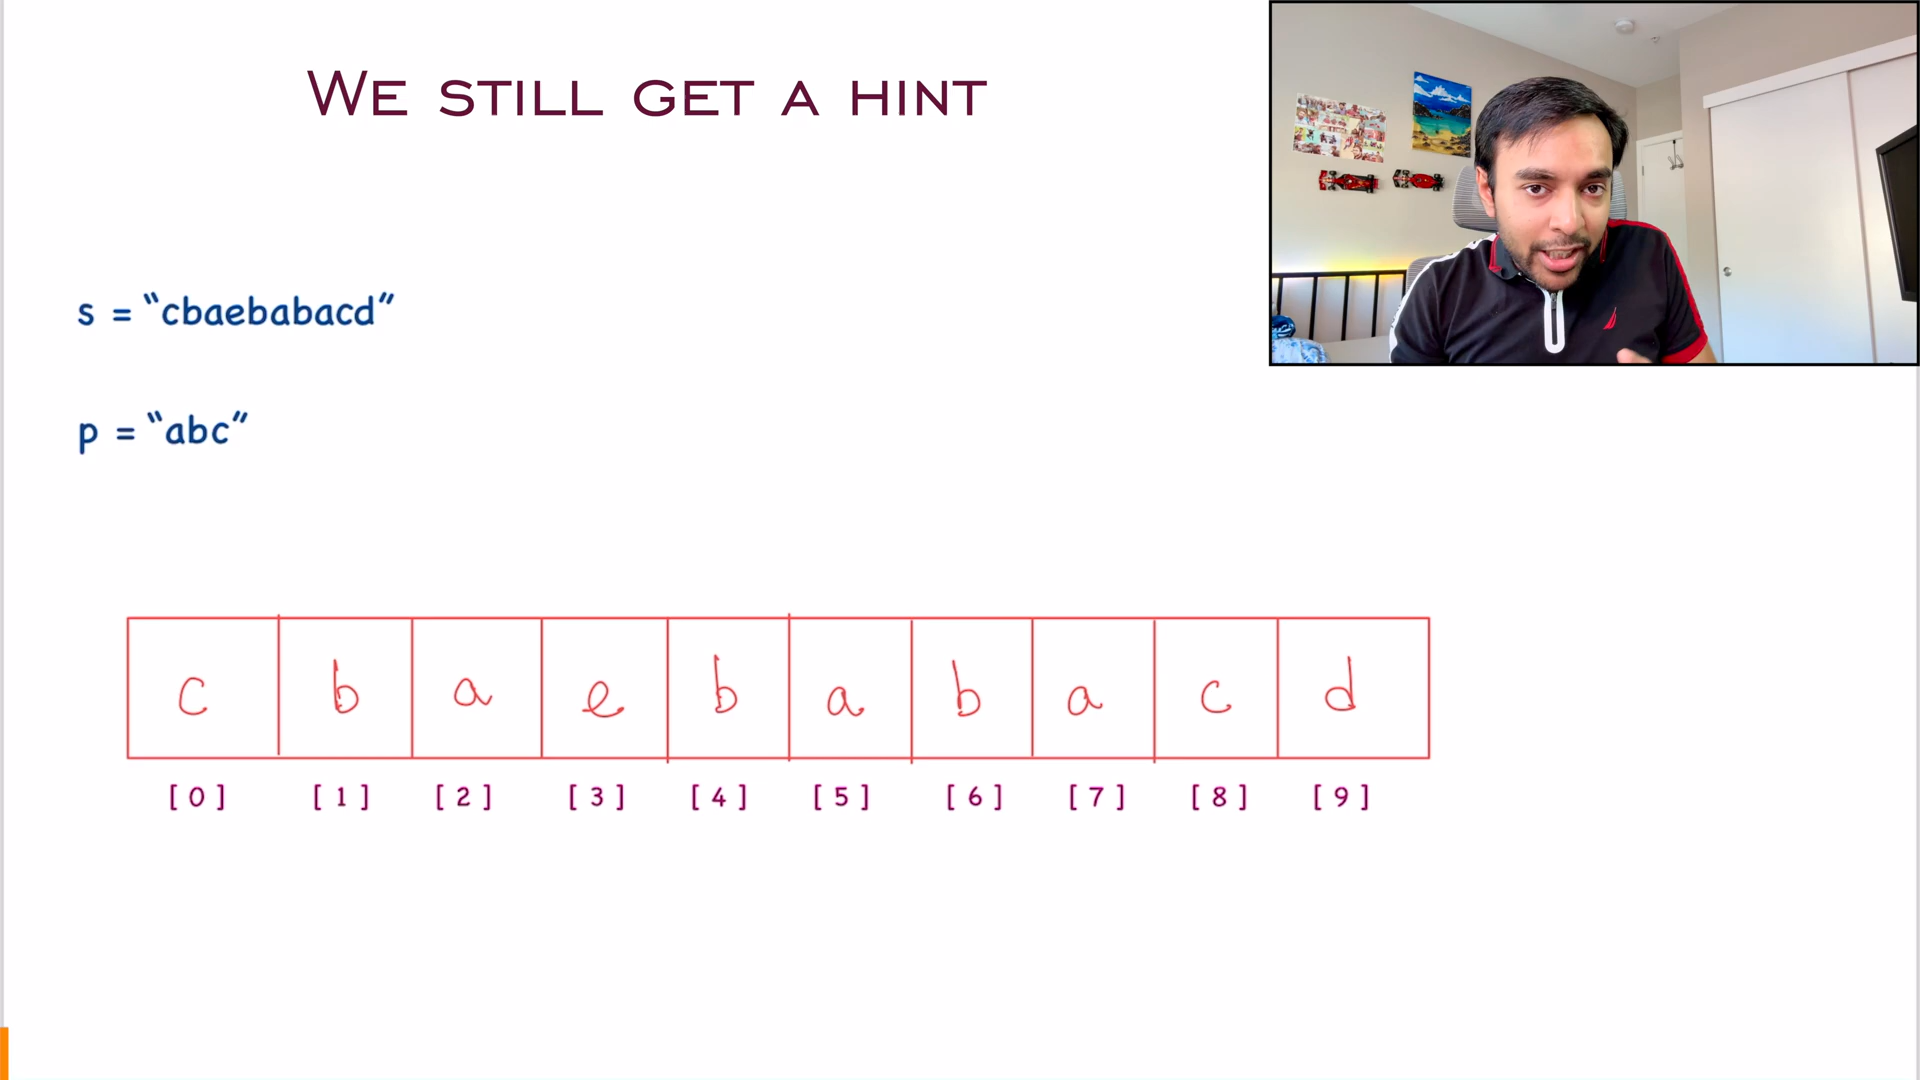 WE STILL GET A HINT
s = “cbaebabacd”
p = “abc”
c b a e b a b a c d
[ 0 ] [ 1 ] [ 2 ] [ 3 ] [ 4 ] [ 5 ] [ 6 ] [ 7 ] [ 8 ] [ 9 ]